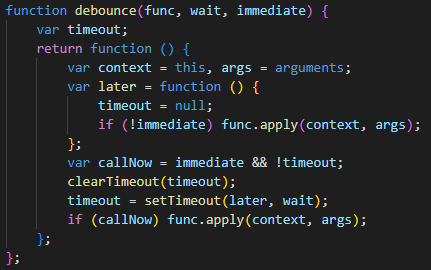 function debounce(func, wait, immediate) {
    var timeout;
    return function () {
        var context = this, args = arguments;
        var later = function () {
            timeout = null;
            if (!immediate) func.apply(context, args);
        };
        var callNow = immediate && !timeout;
        clearTimeout(timeout);
        timeout = setTimeout(later, wait);
        if (callNow) func.apply(context, args);
    };
};